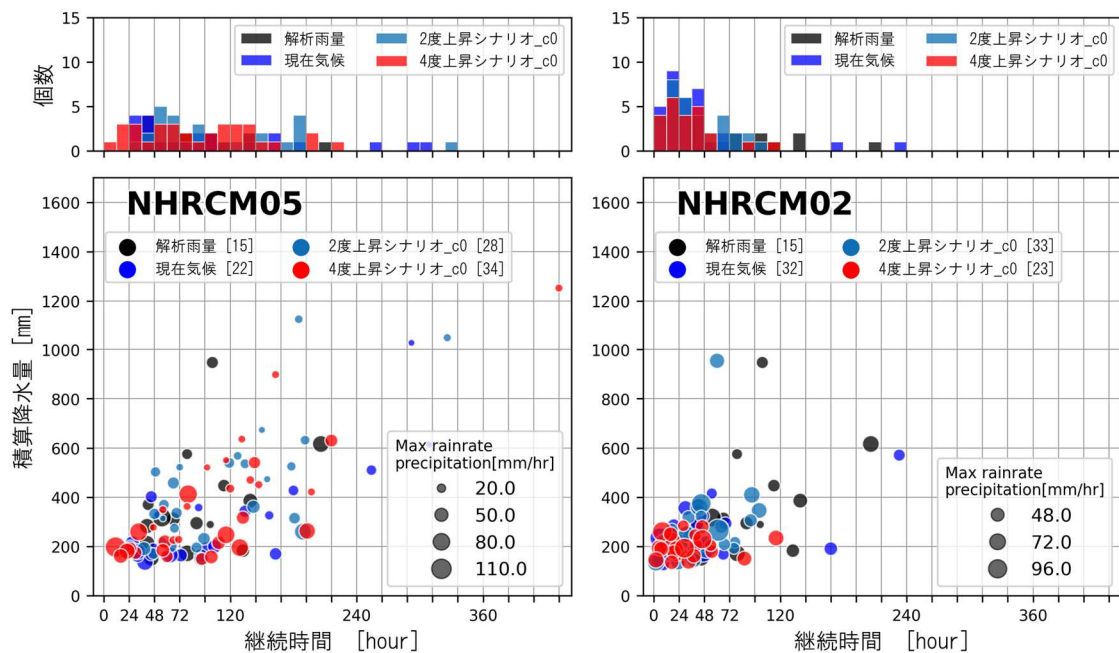 15
10
5
0
個数
解析雨量
現在気候
2度上昇シナリオ_c0
4度上昇シナリオ_c0
15
10
5
0
解析雨量
現在気候
2度上昇シナリオ_c0
4度上昇シナリオ_c0
NHRCM05
解析雨量 [15]
現在気候 [22]
2度上昇シナリオ_c0 [28]
4度上昇シナリオ_c0 [34]
1600
1400
1200
1000
800
600
400
200
0
積算降水量 [mm]
Max rainrate
precipitation[mm/hr]
20.0
50.0
80.0
110.0
0 24 48 72 120 240 360
継続時間 [hour]
NHRCM02
解析雨量 [15]
現在気候 [32]
2度上昇シナリオ_c0 [33]
4度上昇シナリオ_c0 [23]
1600
1400
1200
1000
800
600
400
200
0
Max rainrate
precipitation[mm/hr]
48.0
72.0
96.0
0 24 48 72 120 240 360
継続時間 [hour]